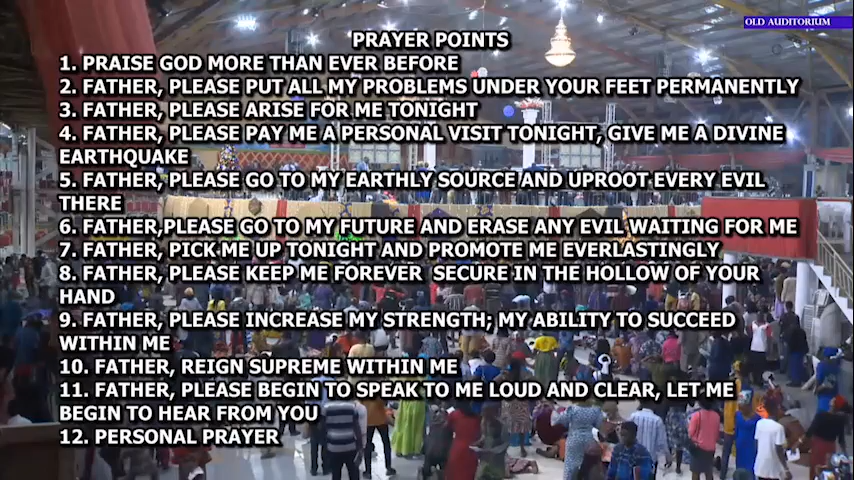 OLD AUDITORIUM
PRAYER POINTS
1. PRAISE GOD MORE THAN EVER BEFORE
2. FATHER, PLEASE PUT ALL MY PROBLEMS UNDER YOUR FEET PERMANENTLY
3. FATHER, PLEASE ARISE FOR ME TONIGHT
4. FATHER, PLEASE PAY ME A PERSONAL VISIT TONIGHT, GIVE ME A DIVINE
EARTHQUAKE
5. FATHER, PLEASE GO TO MY EARTHLY SOURCE AND UPROOT EVERY EVIL
THERE
6. FATHER,PLEASE GO TO MY FUTURE AND ERASE ANY EVIL WAITING FOR ME
7. FATHER, PICK ME UP TONIGHT AND PROMOTE ME EVERLASTINGLY
8. FATHER, PLEASE KEEP ME FOREVER  SECURE IN THE HOLLOW OF YOUR
HAND
9. FATHER, PLEASE INCREASE MY STRENGTH; MY ABILITY TO SUCCEED
WITHIN ME
10. FATHER, REIGN SUPREME WITHIN ME
11. FATHER, PLEASE BEGIN TO SPEAK TO ME LOUD AND CLEAR, LET ME
BEGIN TO HEAR FROM YOU
12. PERSONAL PRAYER